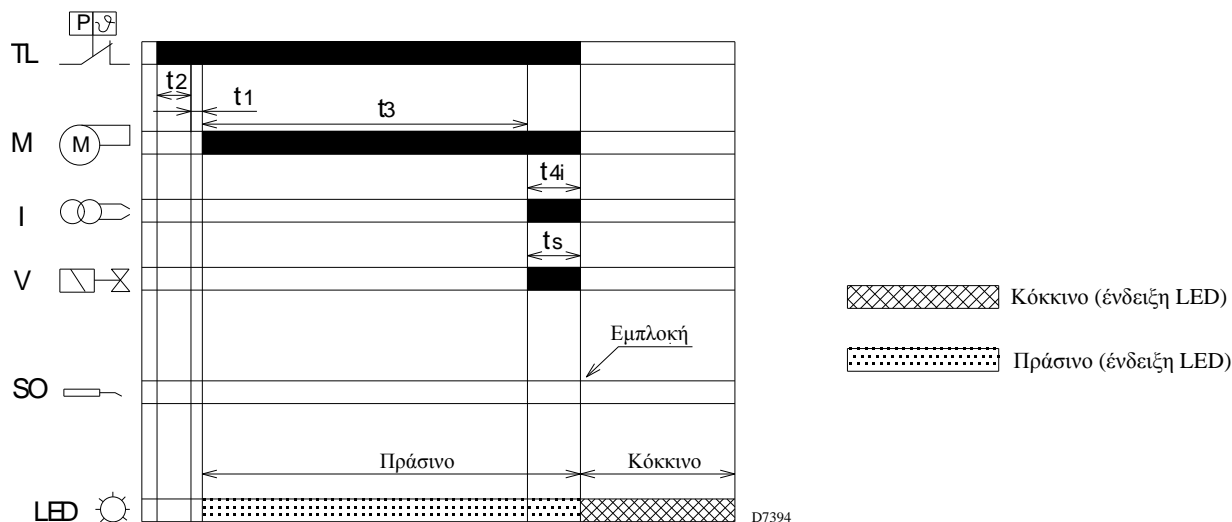 P ϑ
TL
t2
t1
t3
M M
t4i
I
ts
V
Κόκκινο (ένδειξη LED)
Εμπλοκή
Πράσινο (ένδειξη LED)
SO
Πράσινο Κόκκινο
LED
D7394